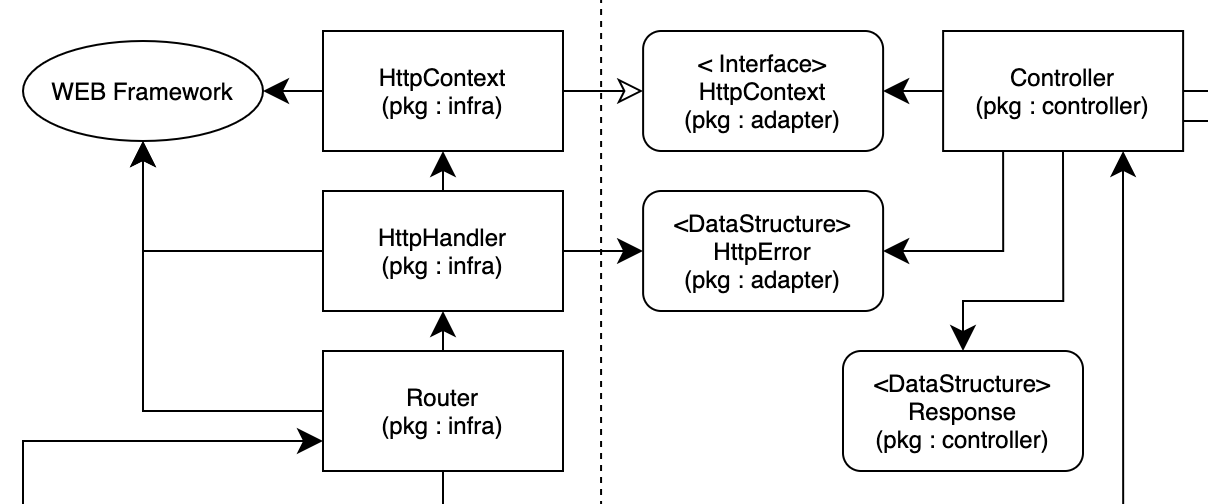 WEB Framework
HttpContext
(pkg : infra)
< Interface>
HttpContext
(pkg : adapter)
Controller
(pkg : controller)
HttpHandler
(pkg : infra)
<DataStructure>
HttpError
(pkg : adapter)
Router
(pkg : infra)
<DataStructure>
Response
(pkg : controller)